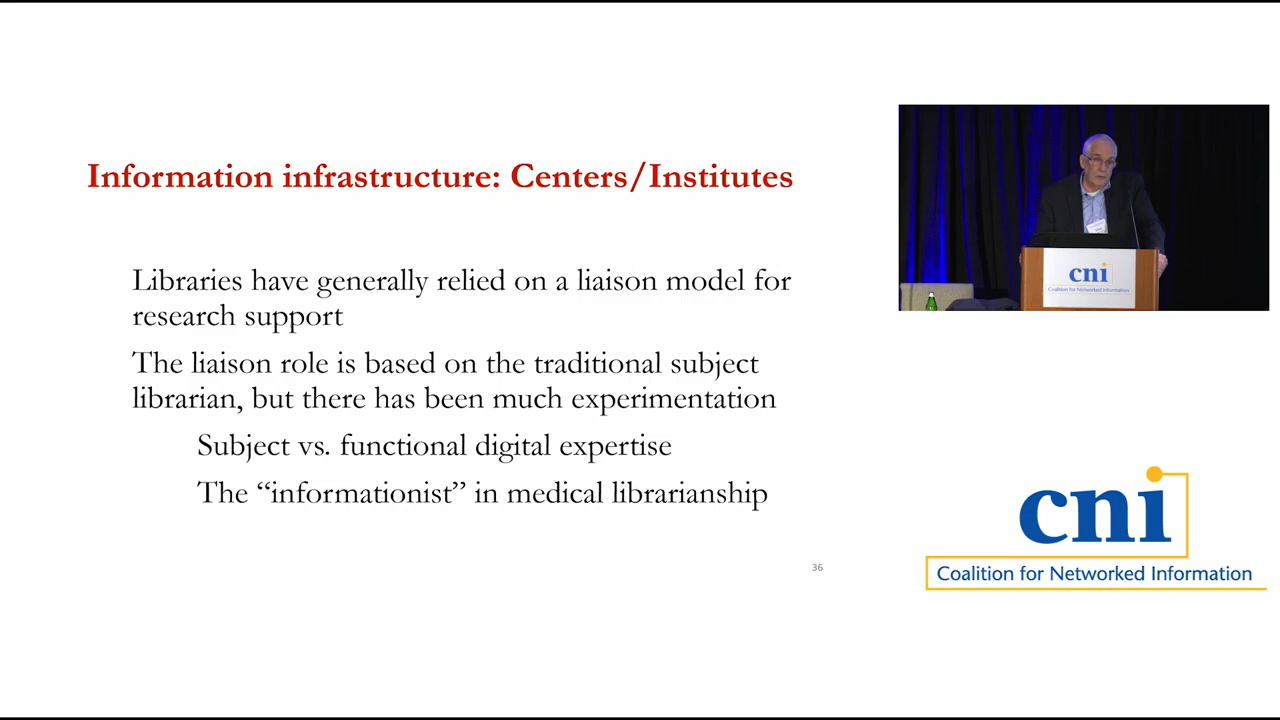 Information infrastructure: Centers/Institutes
Libraries have generally relied on a liaison model for
research support
The liaison role is based on the traditional subject
librarian, but there has been much experimentation
Subject vs. functional digital expertise
The “informationist” in medical librarianship
36
cni
Coalition for Networked Information
cni
Coalition for Networked Information